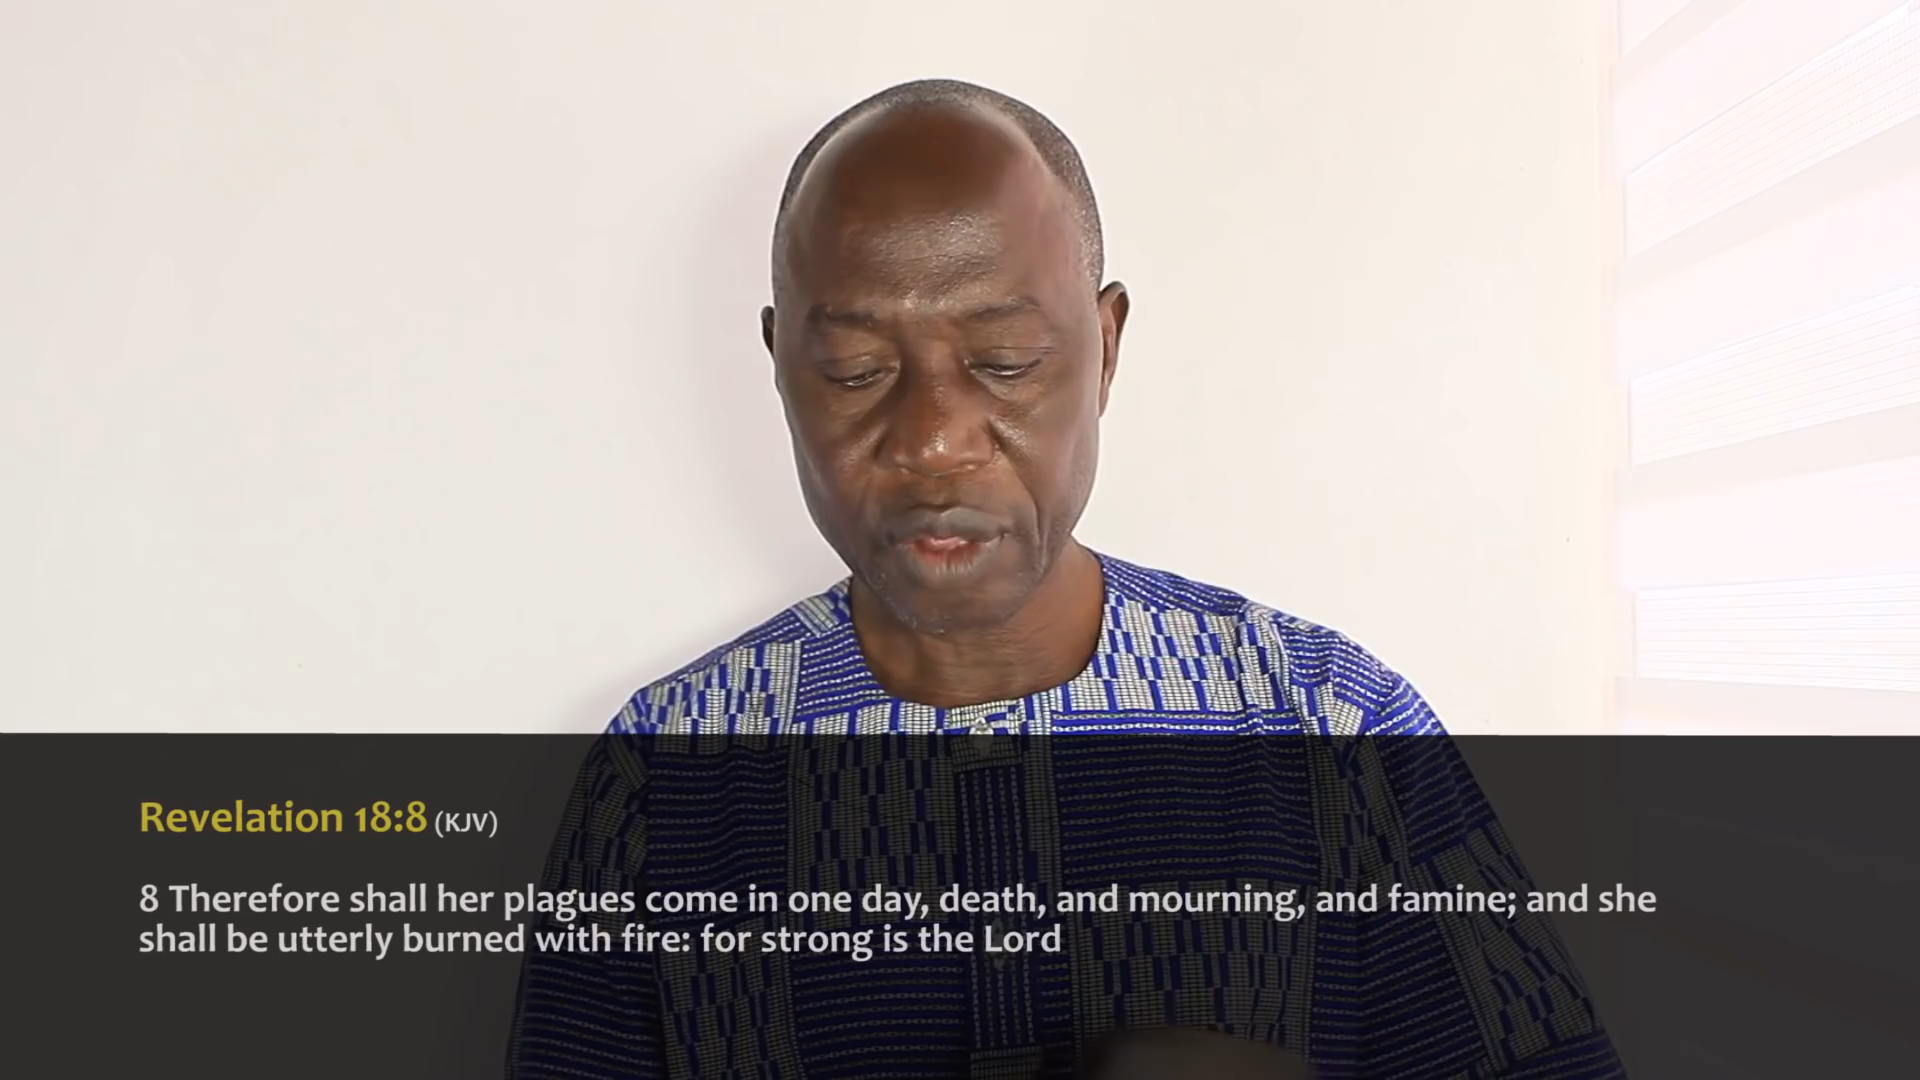 Revelation 18:8 (KJV)
8 Therefore shall her plagues come in one day, death, and mourning, and famine; and she
shall be utterly burned with fire: for strong is the Lord